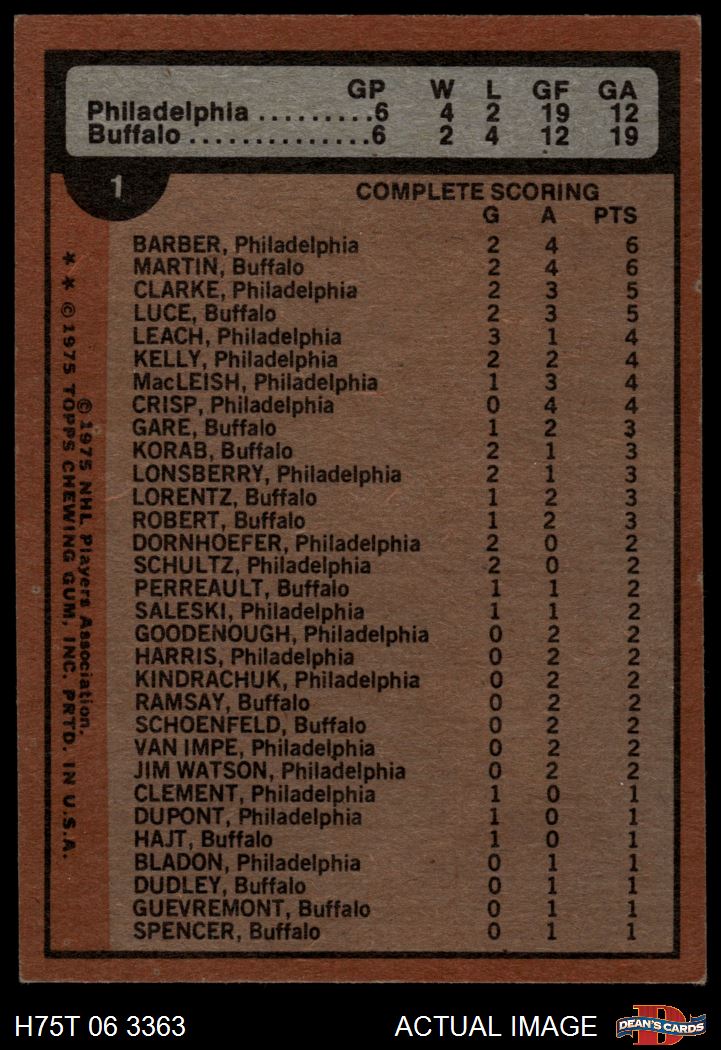 GP W L GF GA
Philadelphia .........6 4 2 19 12
Buffalo ...............6 2 4 12 19
1
COMPLETE SCORING
G A PTS
BARBER, Philadelphia 2 4 6
MARTIN, Buffalo 2 4 6
CLARKE, Philadelphia 2 3 5
LUCE, Buffalo 2 3 5
LEACH, Philadelphia 3 1 4
KELLY, Philadelphia 2 2 4
MacLEISH, Philadelphia 1 3 4
CRISP, Philadelphia 0 4 4
GARE, Buffalo 1 2 3
KORAB, Buffalo 2 1 3
LONSBERRY, Philadelphia 2 1 3
LORENTZ, Buffalo 1 2 3
ROBERT, Buffalo 1 2 3
DORNHOEFER, Philadelphia 2 0 2
SCHULTZ, Philadelphia 2 0 2
PERREAULT, Buffalo 1 1 2
SALESKI, Philadelphia 1 1 2
GOODENOUGH, Philadelphia 0 2 2
HARRIS, Philadelphia 0 2 2
KINDRACHUK, Philadelphia 0 2 2
RAMSAY, Buffalo 0 2 2
SCHOENFELD, Buffalo 0 2 2
VAN IMPE, Philadelphia 0 2 2
JIM WATSON, Philadelphia 0 2 2
CLEMENT, Philadelphia 1 0 1
DUPONT, Philadelphia 1 0 1
HAJT, Buffalo 1 0 1
BLADON, Philadelphia 0 1 1
DUDLEY, Buffalo 0 1 1
GUEVREMONT, Buffalo 0 1 1
SPENCER, Buffalo 0 1 1
© 1975 NHL Players Association.
* * © 1975 TOPPS CHEWING GUM, INC. PRTD. IN U.S.A.
H75T 06 3363 ACTUAL IMAGE
D
DEAN'S CARDS